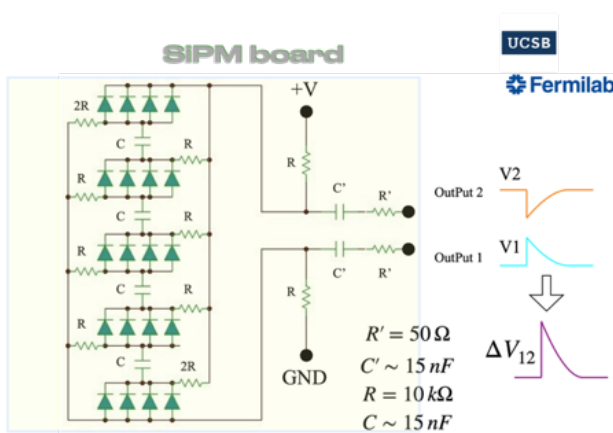 SiPM board
UCSB
Fermilab
+V
2R
C
R
R
R
C
R
R
C
R
R
R
C
2R
R
C'
R'
OutPut 2
V2
OutPut 1
V1
C'
R'
R
GND
R' = 50 Ω
C' ~ 15 nF
R = 10 kΩ
C ~ 15 nF
ΔV12